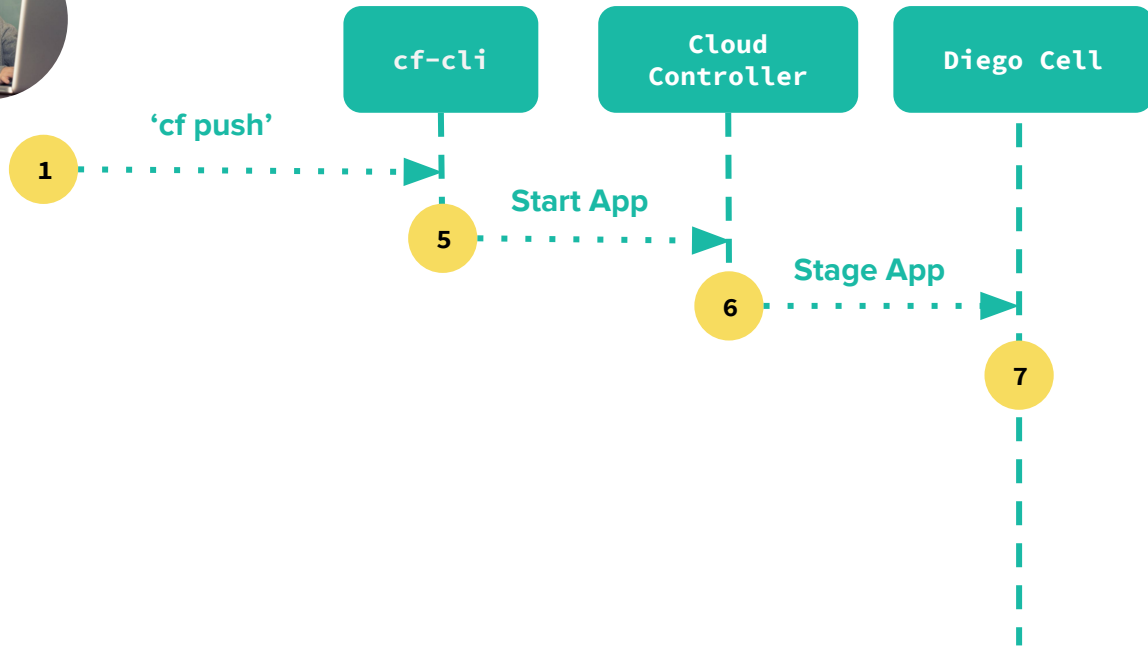 cf-cli
Cloud
Controller
Diego Cell
‘cf push’
1
Start App
5
Stage App
6
7